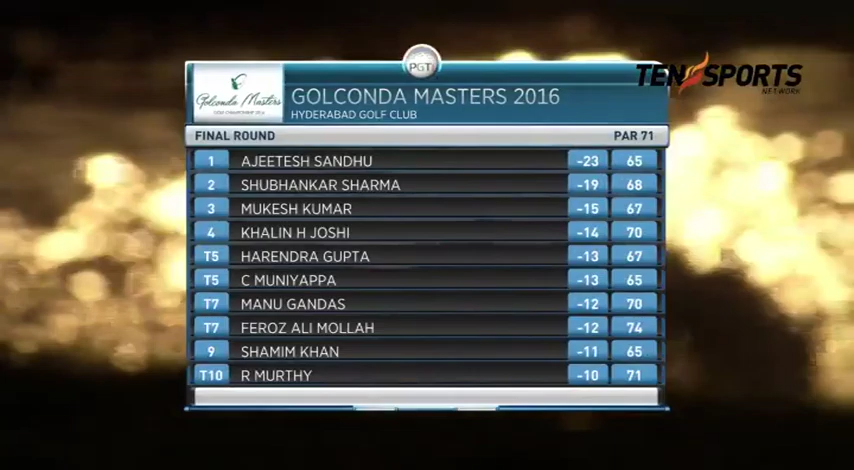 PGT
TEN SPORTS
NETWORK
Golconda Masters
GOLCONDA MASTERS 2016
HYDERABAD GOLF CLUB
FINAL ROUND PAR 71
1 AJEETESH SANDHU -23 65
2 SHUBHANKAR SHARMA -19 68
3 MUKESH KUMAR -15 67
4 KHALIN H JOSHI -14 70
T5 HARENDRA GUPTA -13 67
T5 C MUNIYAPPA -13 65
T7 MANU GANDAS -12 70
T7 FEROZ ALI MOLLAH -12 74
9 SHAMIM KHAN -11 65
T10 R MURTHY -10 71